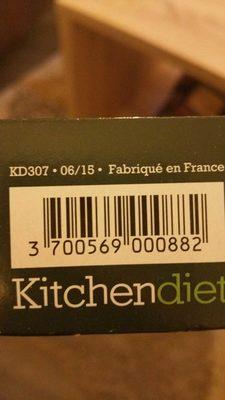 KD307 • 06/15 • Fabriqué en France
3 700569 000882
Kitchendiet